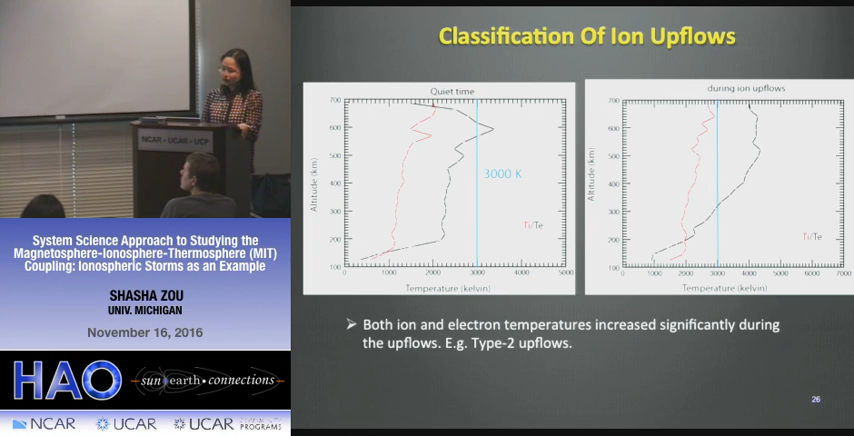 Classification Of Ion Upflows
Quiet time
700
600
500
400
300
200
100
Altitude (km)
3000 K
Ti/Te
0
1000
2000
3000
4000
5000
Temperature (kelvin)
during ion upflows
700
600
500
400
300
200
100
Altitude (km)
Ti/Te
0
1000
2000
3000
4000
Temperature (kelvin)
➢ Both ion and electron temperatures increased significantly during
the upflows. E.g. Type-2 upflows.
26
NCAR • UCAR • UCP
System Science Approach to Studying the
Magnetosphere-Ionosphere-Thermosphere (MIT)
Coupling: Ionospheric Storms as an Example
SHASHA ZOU
UNIV. MICHIGAN
November 16, 2016
HAO
sun earth • connections
NCAR
UCAR
UCAR
PROGRAMS